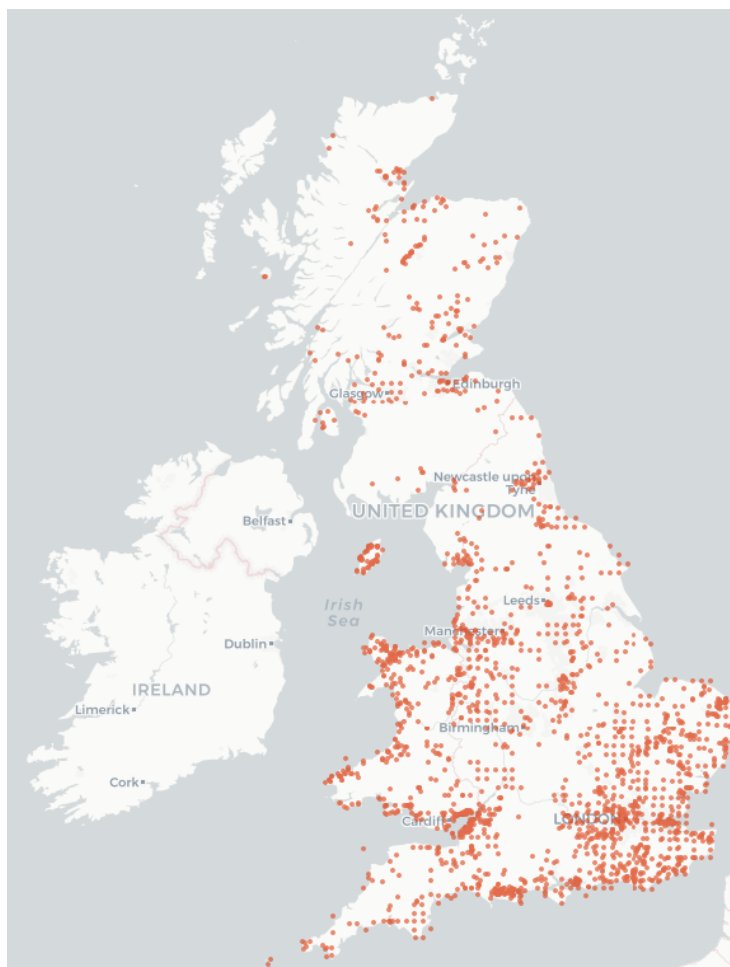 Glasgow
Edinburgh
Newcastle upon
Tyne
UNITED KINGDOM
Belfast
Irish
Sea
Leeds
Manchester
Dublin
IRELAND
Limerick
Birmingham
Cork
Cardiff
LONDON